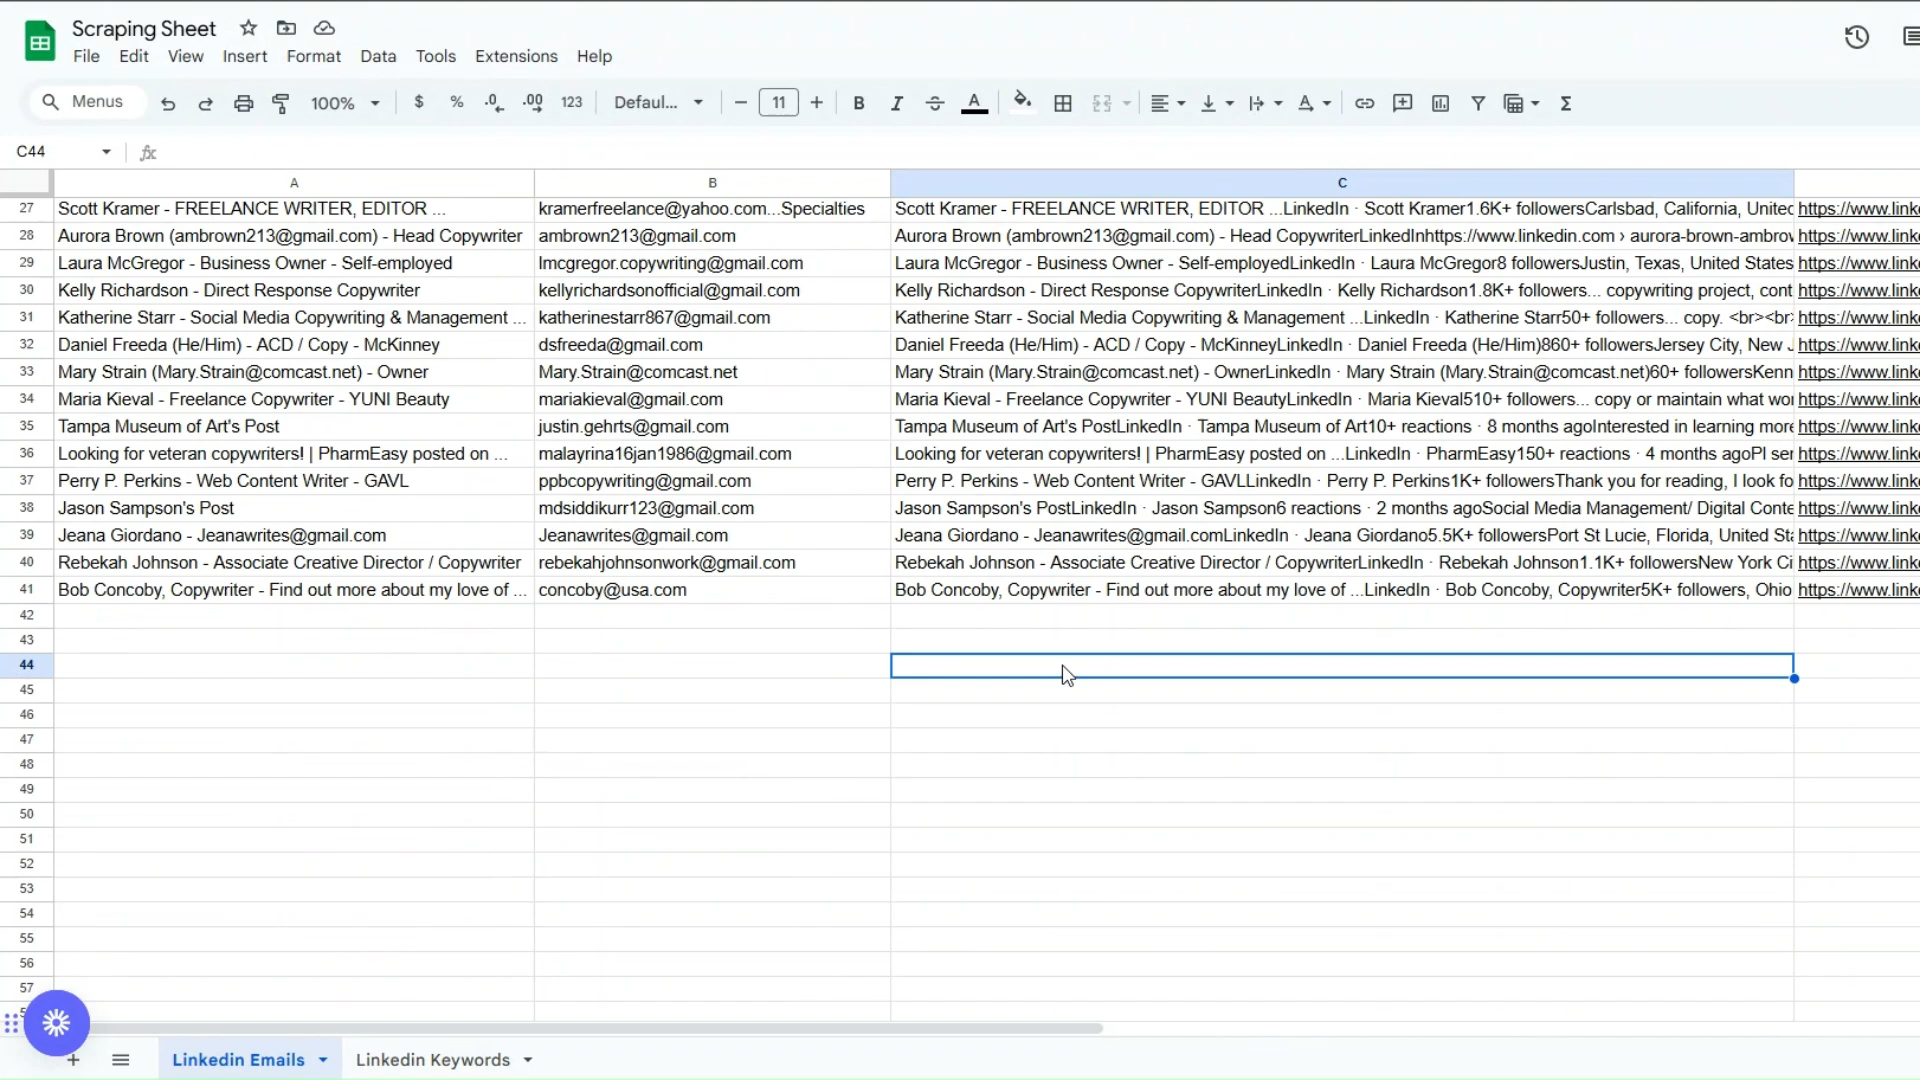 Scraping Sheet
File Edit View Insert Format Data Tools Extensions Help
Menus 100% $ % .0 .00 123 Defaul... 11 B I A Σ
C44 fx
A B C
27 Scott Kramer - FREELANCE WRITER, EDITOR ... kramerfreelance@yahoo.com...Specialties Scott Kramer - FREELANCE WRITER, EDITOR ...LinkedIn · Scott Kramer1.6K+ followersCarlsbad, California, United https://www.link
28 Aurora Brown (ambrown213@gmail.com) - Head Copywriter ambrown213@gmail.com Aurora Brown (ambrown213@gmail.com) - Head CopywriterLinkedInhttps://www.linkedin.com › aurora-brown-ambrow https://www.link
29 Laura McGregor - Business Owner - Self-employed lmcgregor.copywriting@gmail.com Laura McGregor - Business Owner - Self-employedLinkedIn · Laura McGregor8 followersJustin, Texas, United States https://www.link
30 Kelly Richardson - Direct Response Copywriter kellyrichardsonofficial@gmail.com Kelly Richardson - Direct Response CopywriterLinkedIn · Kelly Richardson1.8K+ followers... copywriting project, cont https://www.link
31 Katherine Starr - Social Media Copywriting & Management ... katherinestarr867@gmail.com Katherine Starr - Social Media Copywriting & Management ...LinkedIn · Katherine Starr50+ followers... copy. <br><br> https://www.link
32 Daniel Freeda (He/Him) - ACD / Copy - McKinney dsfreeda@gmail.com Daniel Freeda (He/Him) - ACD / Copy - McKinneyLinkedIn · Daniel Freeda (He/Him)860+ followersJersey City, New J https://www.link
33 Mary Strain (Mary.Strain@comcast.net) - Owner Mary.Strain@comcast.net Mary Strain (Mary.Strain@comcast.net) - OwnerLinkedIn · Mary Strain (Mary.Strain@comcast.net)60+ followersKenn https://www.link
34 Maria Kieval - Freelance Copywriter - YUNI Beauty mariakieval@gmail.com Maria Kieval - Freelance Copywriter - YUNI BeautyLinkedIn · Maria Kieval510+ followers... copy or maintain what wo https://www.link
35 Tampa Museum of Art's Post justin.gehrts@gmail.com Tampa Museum of Art's PostLinkedIn · Tampa Museum of Art10+ reactions · 8 months agoInterested in learning more https://www.link
36 Looking for veteran copywriters! | PharmEasy posted on ... malayrina16jan1986@gmail.com Looking for veteran copywriters! | PharmEasy posted on ...LinkedIn · PharmEasy150+ reactions · 4 months agoPl ser https://www.link
37 Perry P. Perkins - Web Content Writer - GAVL ppbcopywriting@gmail.com Perry P. Perkins - Web Content Writer - GAVLLinkedIn · Perry P. Perkins1K+ followersThank you for reading, I look fo https://www.link
38 Jason Sampson's Post mdsiddikurr123@gmail.com Jason Sampson's PostLinkedIn · Jason Sampson6 reactions · 2 months agoSocial Media Management/ Digital Conte https://www.link
39 Jeana Giordano - Jeanawrites@gmail.com Jeanawrites@gmail.com Jeana Giordano - Jeanawrites@gmail.comLinkedIn · Jeana Giordano5.5K+ followersPort St Lucie, Florida, United Sta https://www.link
40 Rebekah Johnson - Associate Creative Director / Copywriter rebekahjohnsonwork@gmail.com Rebekah Johnson - Associate Creative Director / CopywriterLinkedIn · Rebekah Johnson1.1K+ followersNew York Ci https://www.link
41 Bob Concoby, Copywriter - Find out more about my love of ... concoby@usa.com Bob Concoby, Copywriter - Find out more about my love of ...LinkedIn · Bob Concoby, Copywriter5K+ followers, Ohio https://www.link
42
43
44
45
46
47
48
49
50
51
52
53
54
55
56
57
Linkedin Emails Linkedin Keywords